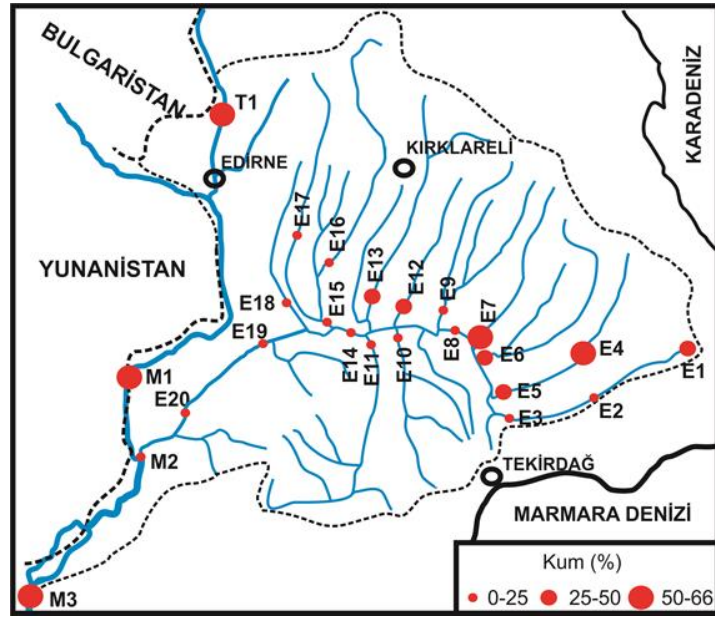 BULGARİSTAN
KARADENİZ
T1
EDİRNE
KIRKLARELİ
E17
E16
YUNANİSTAN
E13
E12
E9
E7
E18
E15
E19
E14
E11
E10
E8
E6
E4
E1
M1
E20
E5
E2
E3
M2
TEKİRDAĞ
MARMARA DENİZİ
Kum (%)
0-25 25-50 50-66
M3